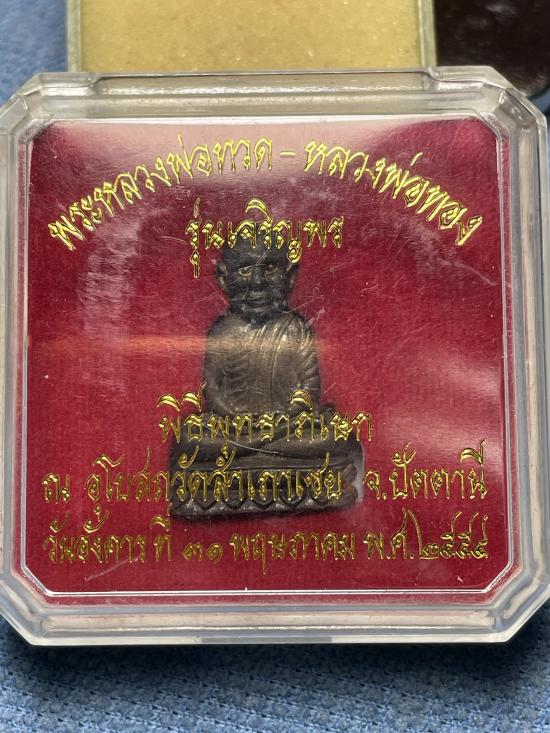 พระหลวงพ่อทวด - หลวงพ่อทอง
รุ่นเจริญพร
พิธีพุทธาภิเษก
ณ อุโบสถวัดสำเภาเชย จ.ปัตตานี
วันอังคาร ที่ ๓๑ พฤษภาคม พ.ศ.๒๕๕๔